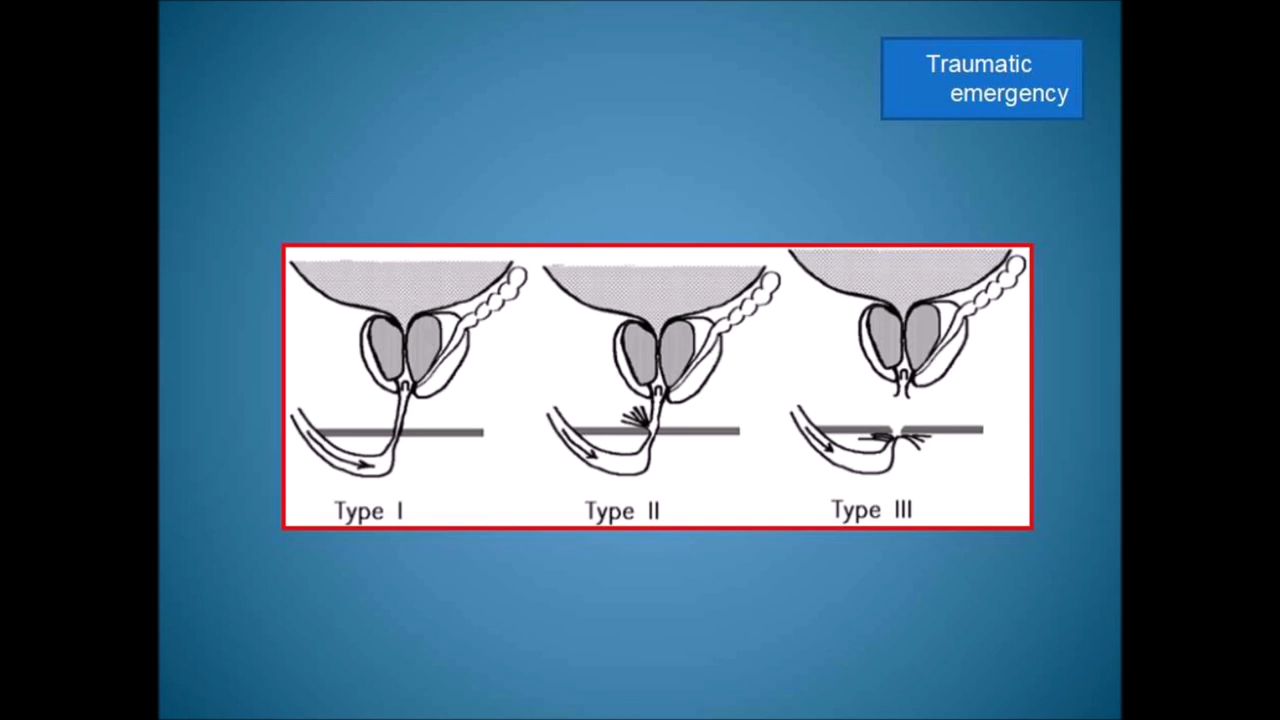 Traumatic
emergency
Type I
Type II
Type III